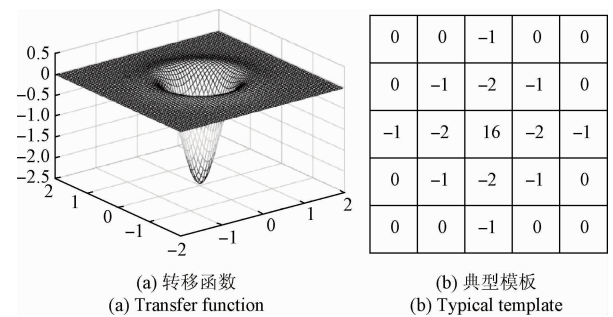 0.5
0
−0.5
−1.0
−1.5
−2.0
−2.5
2
1
0
−1
−2
−1
0
1
2
(a) 转移函数
(a) Transfer function
0 0 −1 0 0
0 −1 −2 −1 0
−1 −2 16 −2 −1
0 −1 −2 −1 0
0 0 −1 0 0
(b) 典型模板
(b) Typical template